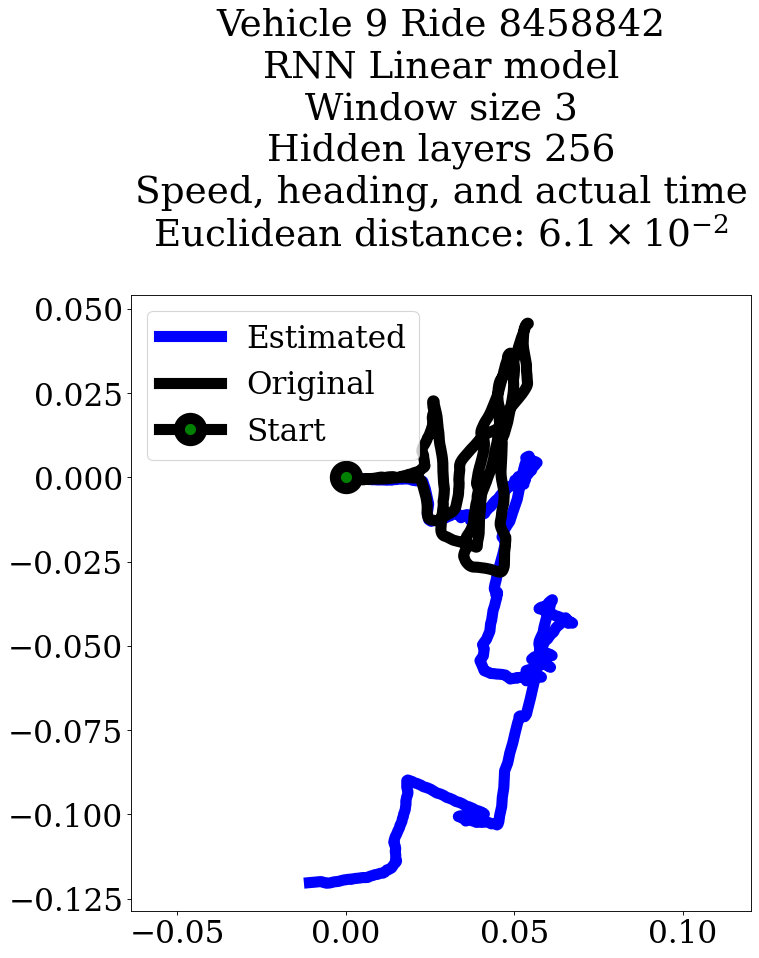 Vehicle 9 Ride 8458842
RNN Linear model
Window size 3
Hidden layers 256
Speed, heading, and actual time
Euclidean distance: 6.1 × 10⁻²
0.050
0.025
0.000
−0.025
−0.050
−0.075
−0.100
−0.125
Estimated
Original
Start
−0.05
0.00
0.05
0.10